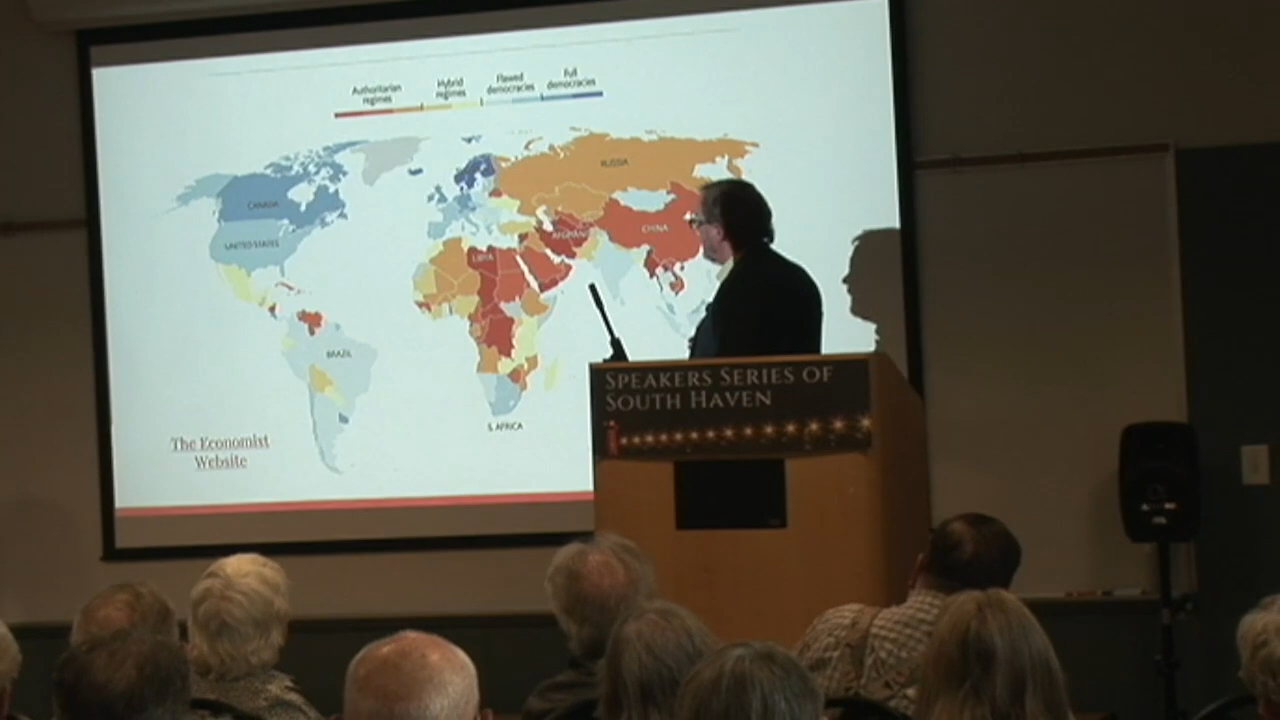 Authoritarian
regimes
Hybrid
regimes
Flawed
democracies
Full
democracies
RUSSIA
CANADA
UNITED STATES
CHINA
LIBYA
BRAZIL
S. AFRICA
The Economist
Website
SPEAKERS SERIES OF
SOUTH HAVEN